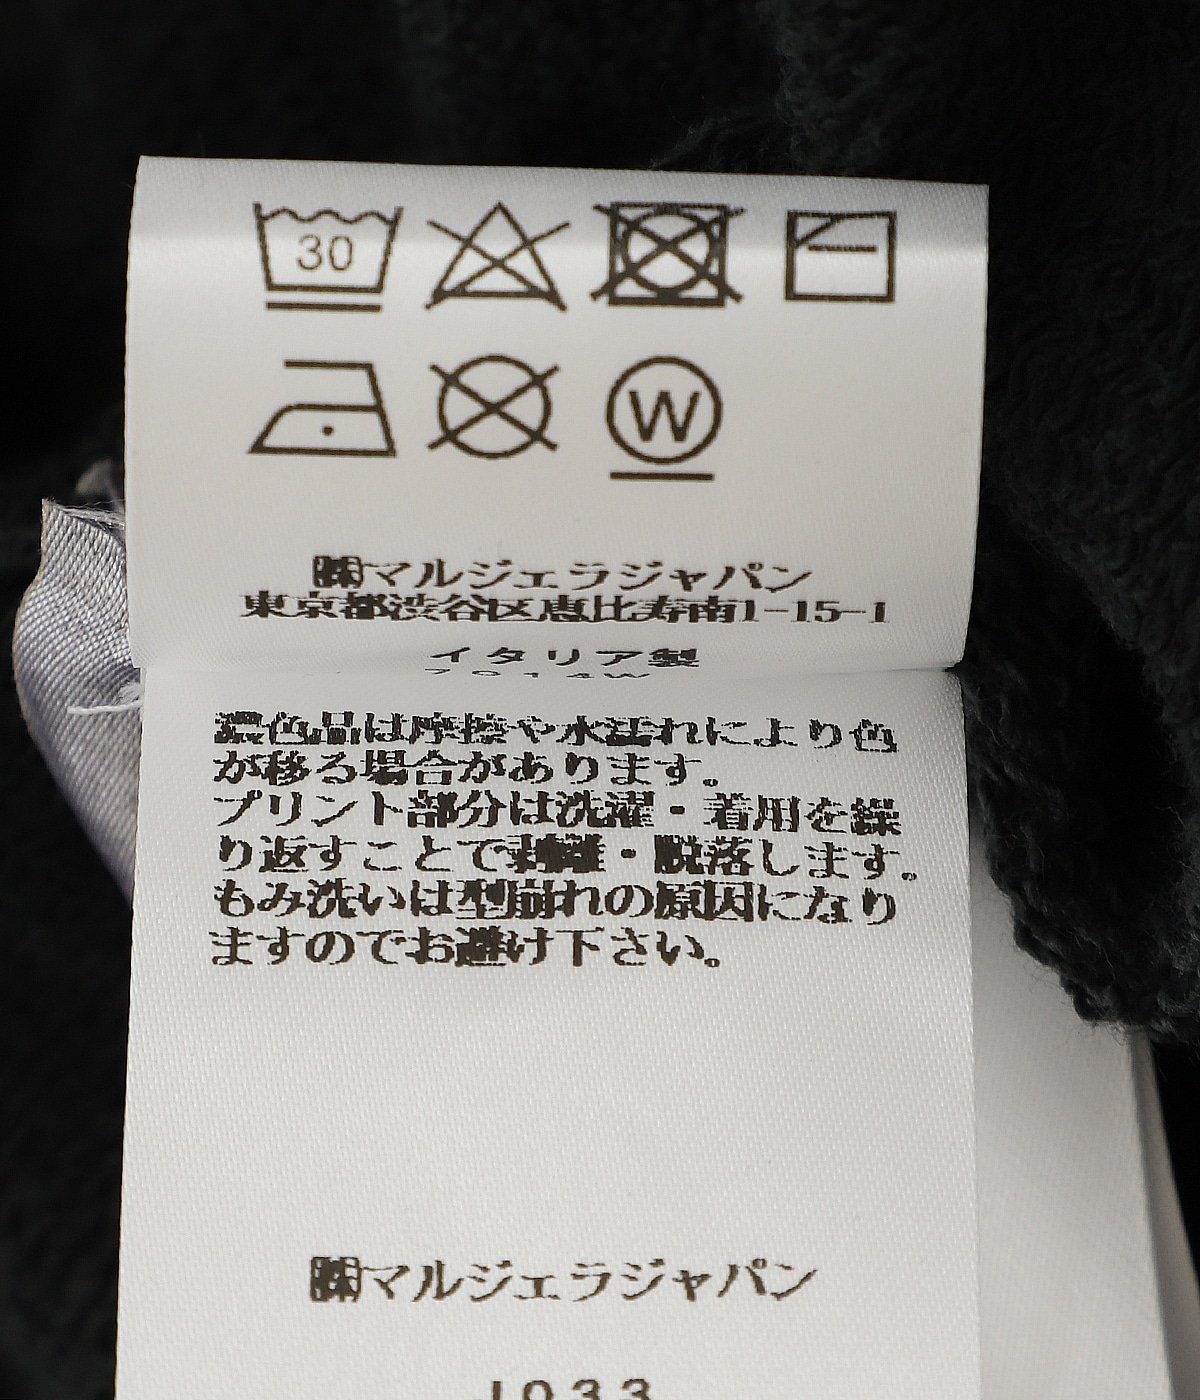 30
W
㈱マルジェラジャパン
東京都渋谷区恵比寿南1-15-1
イタリア製
7014W
濃色品は摩擦や水濡れにより色
が移る場合があります。
プリント部分は洗濯・着用を繰
り返すことで剥離・脱落します。
もみ洗いは型崩れの原因になり
ますのでお避け下さい。
㈱マルジェラジャパン
J033